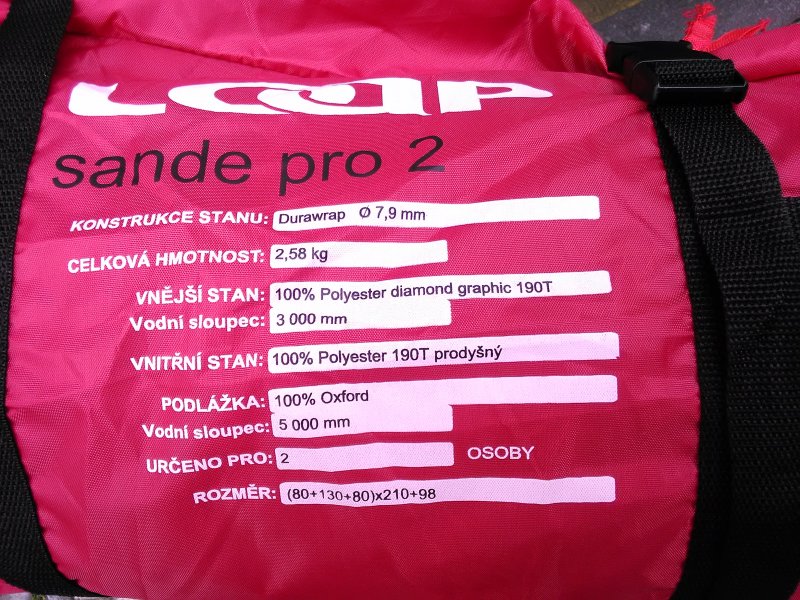 LOAP
sande pro 2
KONSTRUKCE STANU: Durawrap Ø 7,9 mm
CELKOVÁ HMOTNOST: 2,58 kg
VNĚJŠÍ STAN: 100% Polyester diamond graphic 190T
Vodní sloupec: 3 000 mm
VNITŘNÍ STAN: 100% Polyester 190T prodyšný
PODLÁŽKA: 100% Oxford
Vodní sloupec: 5 000 mm
URČENO PRO: 2 OSOBY
ROZMĚR: (80+130+80)x210+98